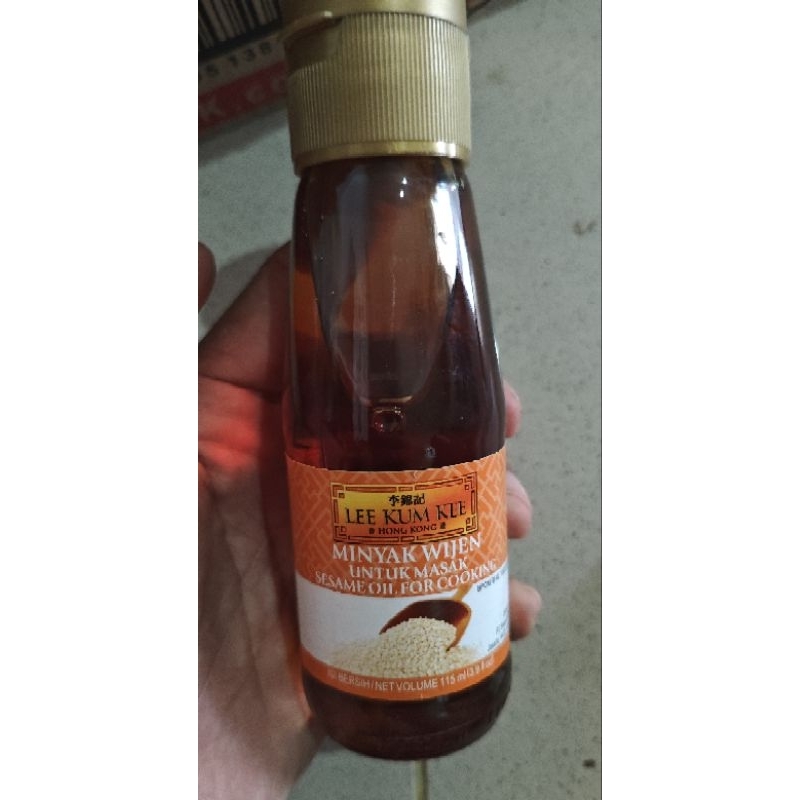 李錦記
LEE KUM KEE
HONG KONG
MINYAK WIJEN
UNTUK MASAK
SESAME OIL FOR COOKING
BERSIH/NET VOLUME 115 ml